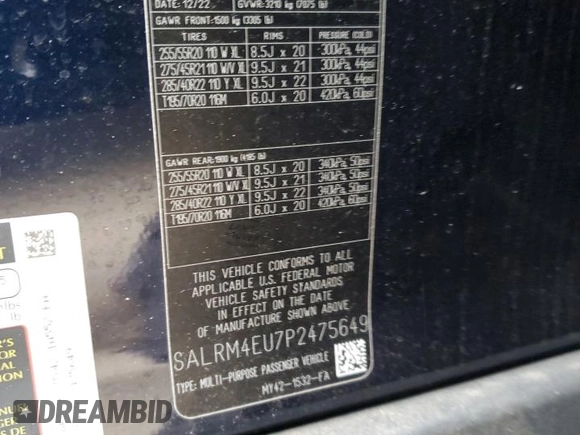 12/22 GVWR: 3210 kg (7075 lb)
GAWR FRONT: 1500 kg (3305 lb)
TIRES RIMS PRESSURE (COLD)
255/55R20 110 W XL 8.5J x 20 300kPa, 44psi
275/45R21 110 W/V XL 9.5J x 21 300kPa, 44psi
285/40R22 110 Y XL 9.5J x 22 300kPa, 44psi
T195/70R20 116M 6.0J x 20 420kPa, 60psi
GAWR REAR: 1900 kg (4185 lb)
255/55R20 110 W XL 8.5J x 20 340kPa, 50psi
275/45R21 110 W/V XL 9.5J x 21 340kPa, 50psi
285/40R22 110 Y XL 9.5J x 22 340kPa, 50psi
T195/70R20 116M 6.0J x 20 420kPa, 60psi
THIS VEHICLE CONFORMS TO ALL
APPLICABLE U.S. FEDERAL MOTOR
VEHICLE SAFETY STANDARDS
IN EFFECT ON THE DATE
OF MANUFACTURE SHOWN ABOVE.
SALRM4EU7P2475649
TYPE: MULTI-PURPOSE PASSENGER VEHICLE
MY42-1532-FA
DREAMBID